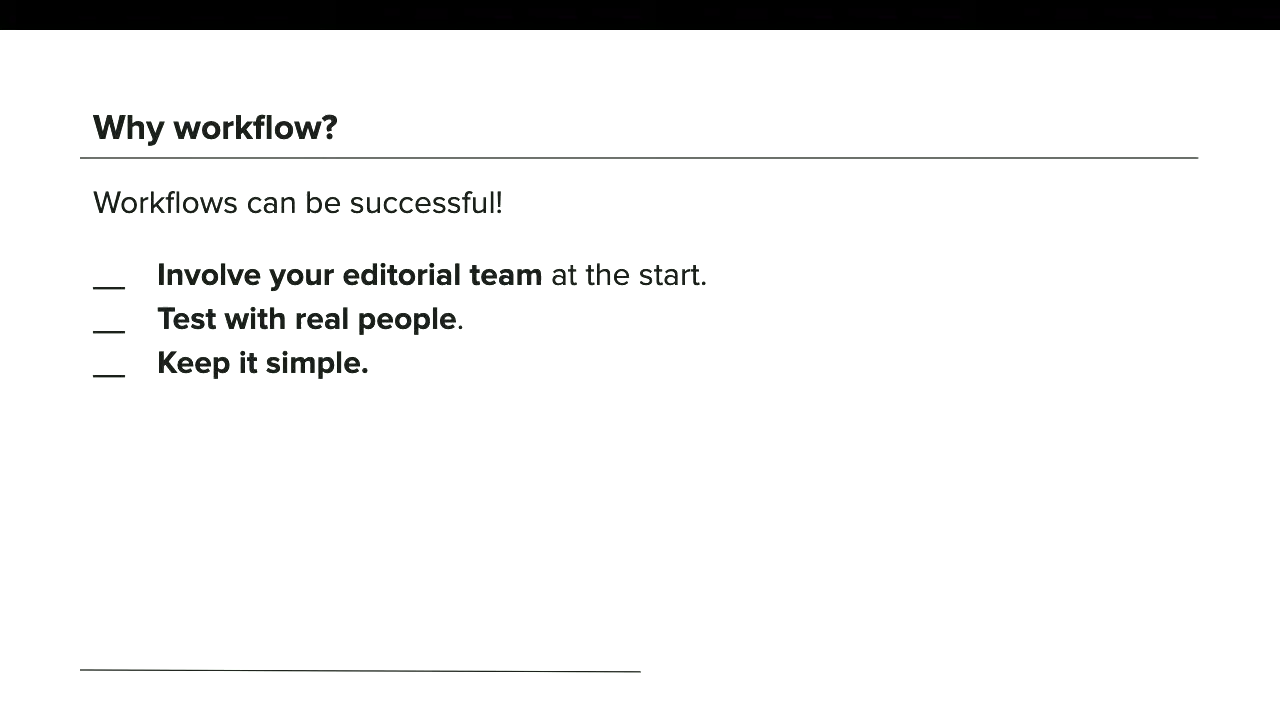 Why workflow?
Workflows can be successful!
__ Involve your editorial team at the start.
__ Test with real people.
__ Keep it simple.